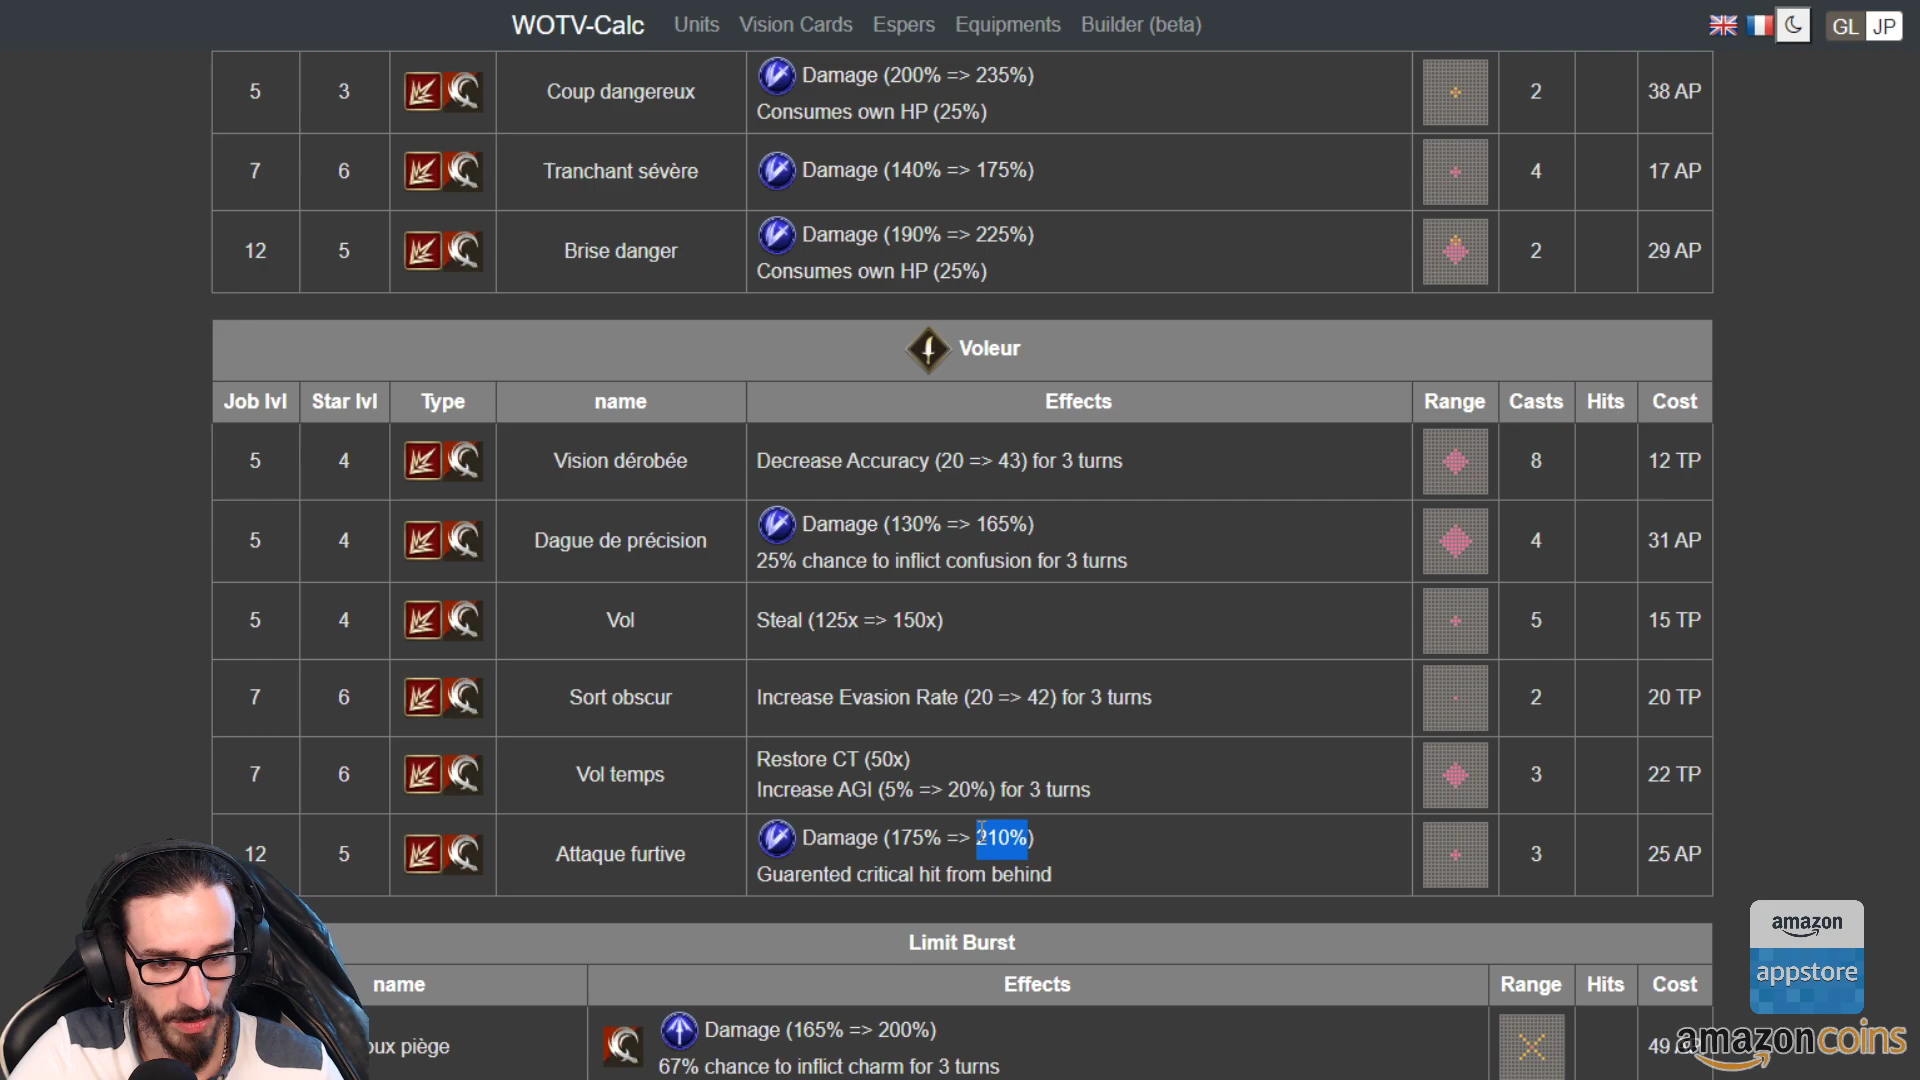 WOTV-Calc Units Vision Cards Espers Equipments Builder (beta) GL JP
5 3 Coup dangereux Damage (200% => 235%) 2 38 AP
Consumes own HP (25%)
7 6 Tranchant sévère Damage (140% => 175%) 4 17 AP
12 5 Brise danger Damage (190% => 225%) 2 29 AP
Consumes own HP (25%)
Voleur
Job lvl Star lvl Type name Effects Range Casts Hits Cost
5 4 Vision dérobée Decrease Accuracy (20 => 43) for 3 turns 8 12 TP
5 4 Dague de précision Damage (130% => 165%) 4 31 AP
25% chance to inflict confusion for 3 turns
5 4 Vol Steal (125x => 150x) 5 15 TP
7 6 Sort obscur Increase Evasion Rate (20 => 42) for 3 turns 2 20 TP
7 6 Vol temps Restore CT (50x) 3 22 TP
Increase AGI (5% => 20%) for 3 turns
12 5 Attaque furtive Damage (175% => 210%) 3 25 AP
Guarented critical hit from behind
Limit Burst
name Effects Range Hits Cost
piège Damage (165% => 200%) 49
67% chance to inflict charm for 3 turns
amazon
appstore
amazoncoins